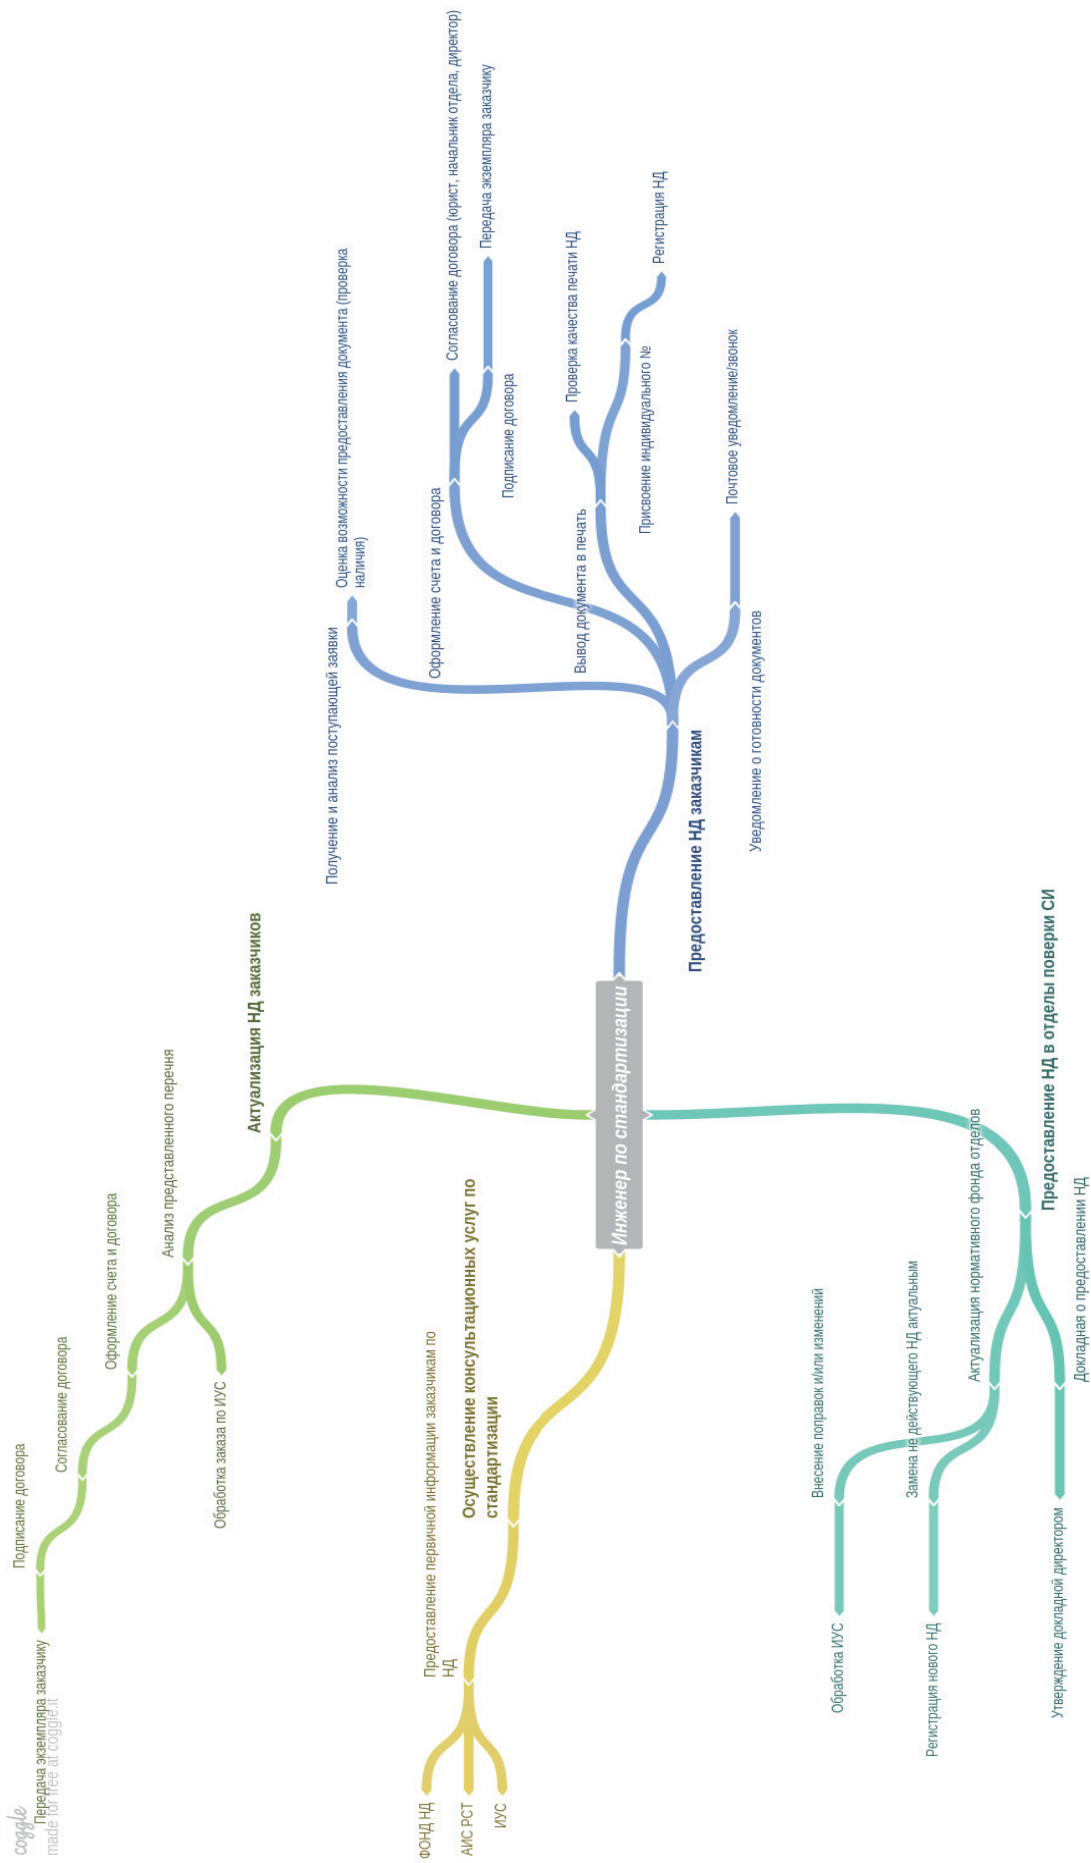 Инженер по стандартизации
Актуализация НД заказчиков
Анализ представленного перечня
Оформление счета и договора
Согласование договора
Подписание договора
Передача экземпляра заказчику
Обработка заказа по ИУС
Осуществление консультационных услуг по
стандартизации
Предоставление первичной информации заказчикам по
НД
ФОНД НД
АИС РСТ
ИУС
Предоставление НД заказчикам
Получение и анализ поступающей заявки
Оценка возможности предоставления документа (проверка
наличия)
Оформление счета и договора
Согласование договора (юрист, начальник отдела, директор)
Подписание договора
Передача экземпляра заказчику
Вывод документа в печать
Проверка качества печати НД
Присвоение индивидуального №
Регистрация НД
Уведомление о готовности документов
Почтовое уведомление/звонок
Предоставление НД в отделы поверки СИ
Актуализация нормативного фонда отделов
Внесение поправок и/или изменений
Обработка ИУС
Замена не действующего НД актуальным
Регистрация нового НД
Докладная о предоставлении НД
Утверждение докладной директором
coggle
made for free at coggle.it